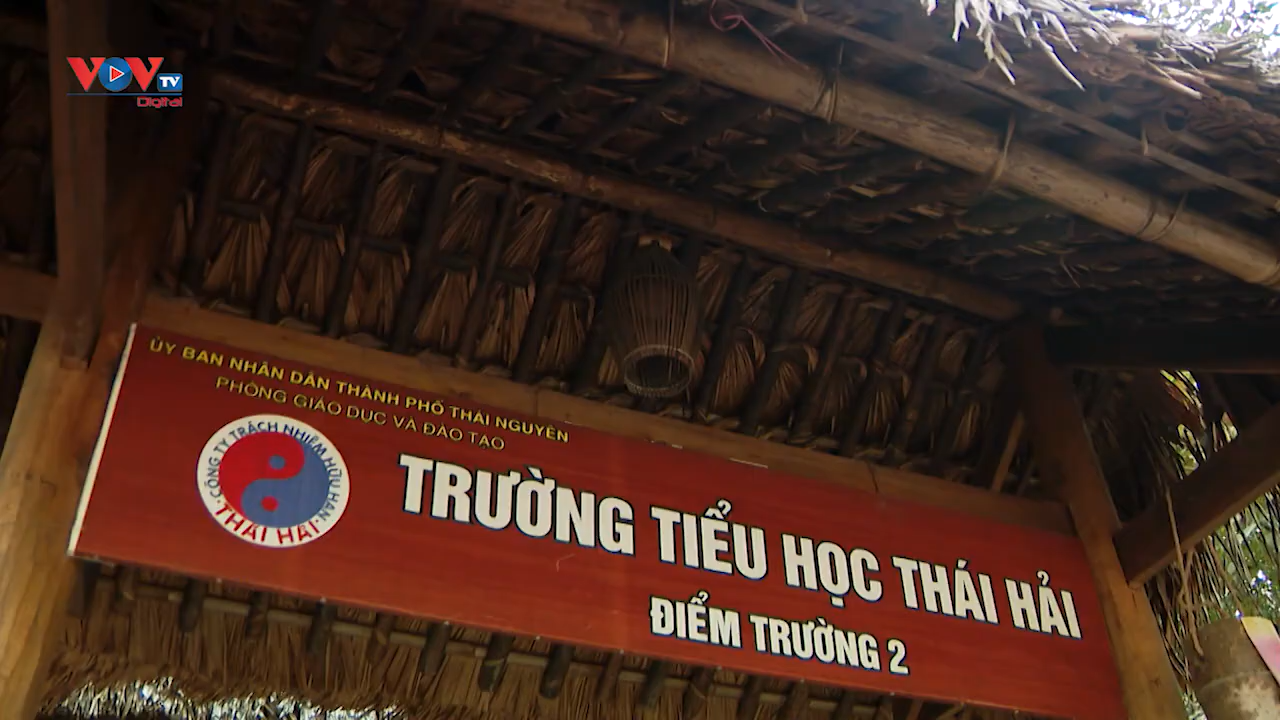 VOV TV
Digital
ỦY BAN NHÂN DÂN THÀNH PHỐ THÁI NGUYÊN
PHÒNG GIÁO DỤC VÀ ĐÀO TẠO
CÔNG TY TRÁCH NHIỆM HỮU HẠN
THÁI HẢI
TRƯỜNG TIỂU HỌC THÁI HẢI
ĐIỂM TRƯỜNG 2